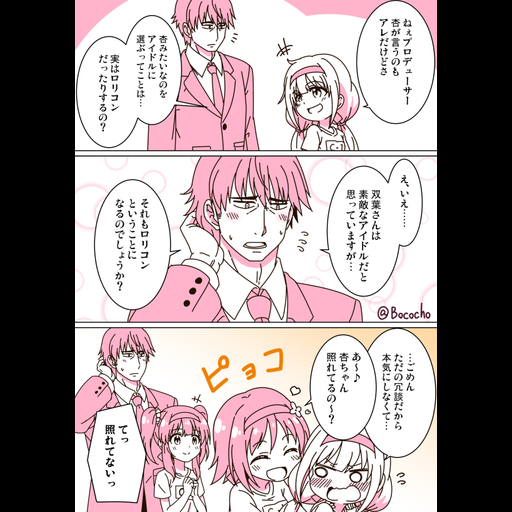 ねぇプロデューサー
杏が言うのも
アレだけどさ
杏みたいなのを
アイドルに
選ぶってことは…
実はロリコン
だったりするの？
え、いえ……
双葉さんは
素敵なアイドルだと
思っていますが…
それもロリコン
ということに
なるのでしょうか？
@Bococho
…ごめん
ただの冗談だから
本気にしなくて…
ピョコ
あ～♪
杏ちゃん
照れてるの～？
てっ
照れてないっ